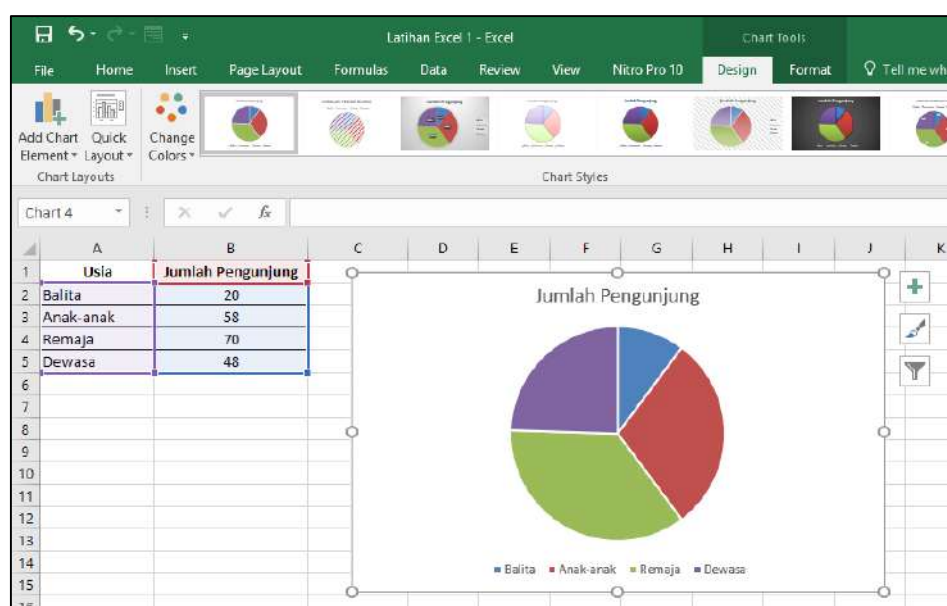 Latihan Excel 1 - Excel
Chart Tools
File Home Insert Page Layout Formulas Data Review View Nitro Pro 10 Design Format Tell me wh
Add Chart Element
Quick Layout
Change Colors
Chart Layouts
Chart Styles
Chart 4
fx
A B C D E F G H I J K
1 Usia Jumlah Pengunjung
2 Balita 20
3 Anak-anak 58
4 Remaja 70
5 Dewasa 48
6
7
8
9
10
11
12
13
14
15
Jumlah Pengunjung
Balita Anak-anak Remaja Dewasa